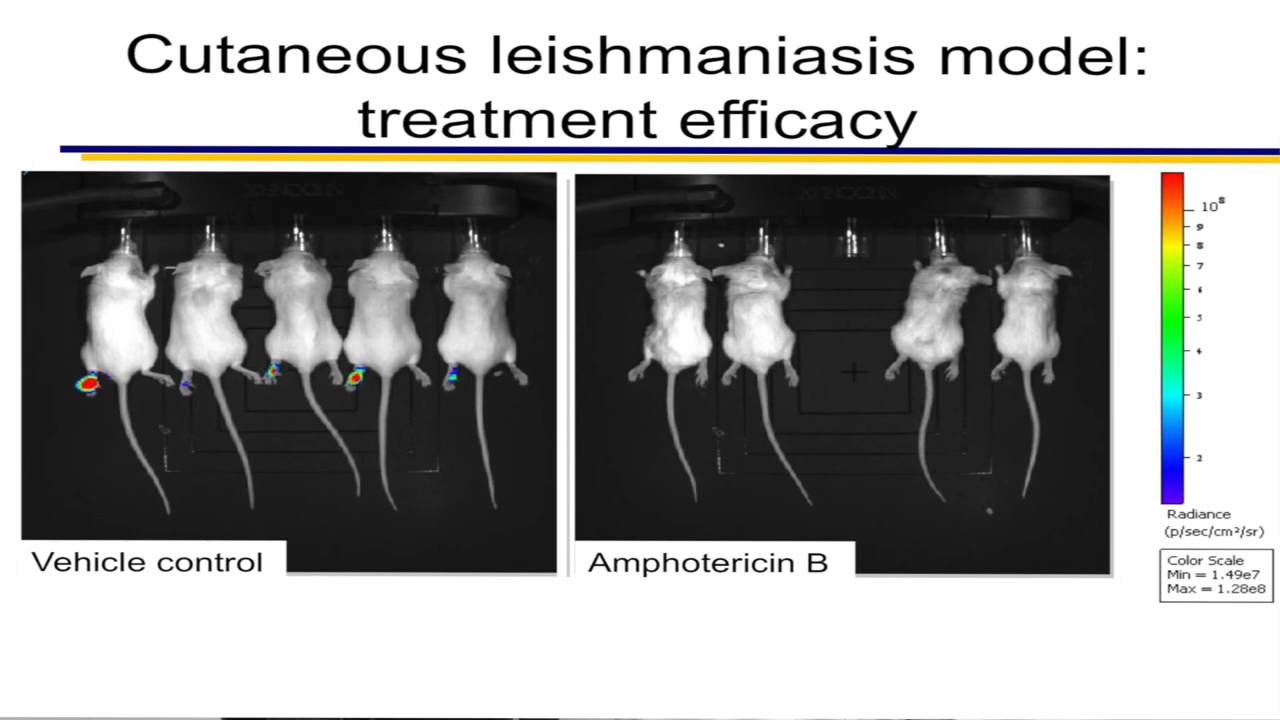 Cutaneous leishmaniasis model:
treatment efficacy
Vehicle control
Amphotericin B
10⁸
9
8
7
6
5
4
3
2
Radiance
(p/sec/cm²/sr)
Color Scale
Min = 1.49e7
Max = 1.28e8